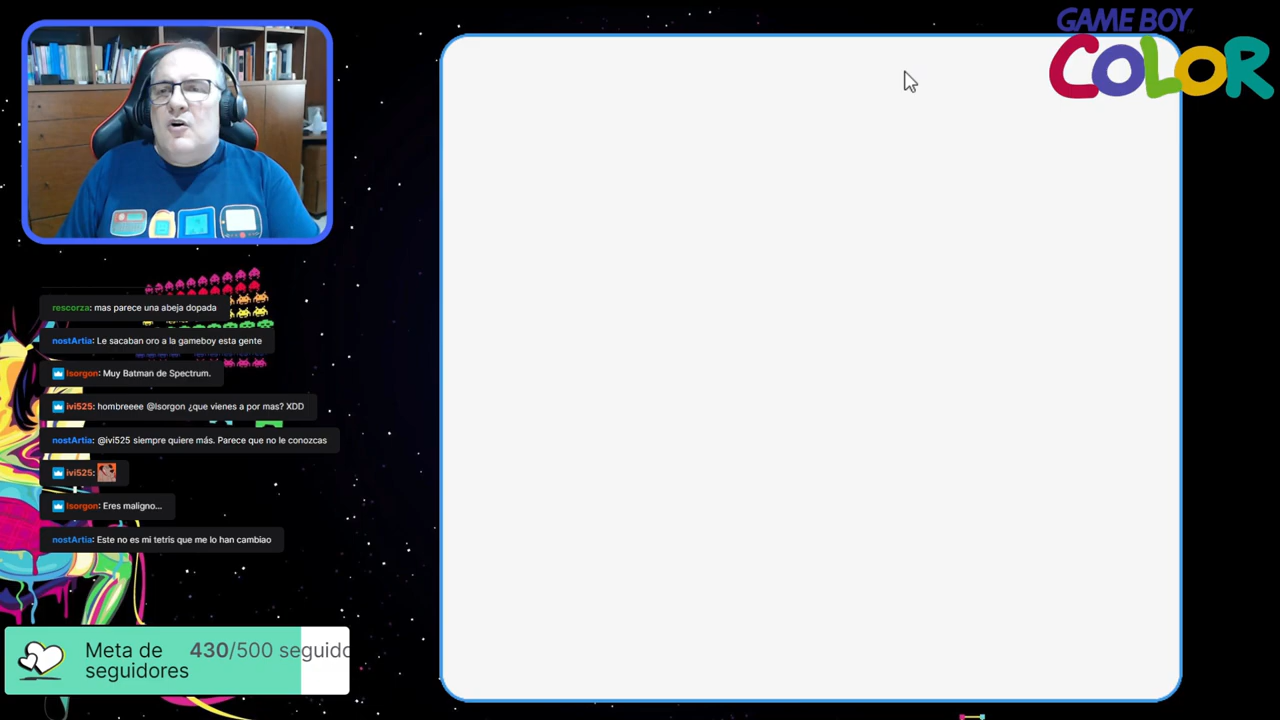 GAME BOY
COLOR
rescorza: mas parece una abeja dopada
nostArtia: Le sacaban oro a la gameboy esta gente
Isorgon: Muy Batman de Spectrum.
ivi525: hombreeee @Isorgon ¿que vienes a por mas? XDD
nostArtia: @ivi525 siempre quiere más. Parece que no le conozcas
ivi525:
Isorgon: Eres maligno...
nostArtia: Este no es mi tetris que me lo han cambiao
Meta de seguidores
430/500 seguido